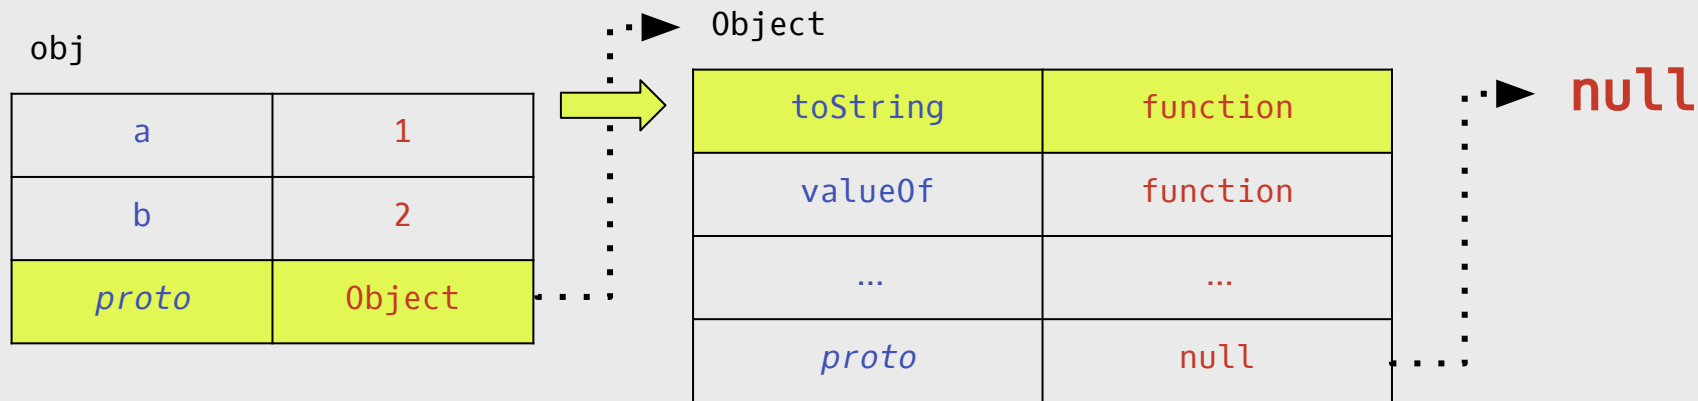 obj
a 1
b 2
proto Object
Object
toString function
valueOf function
... ...
proto null
null